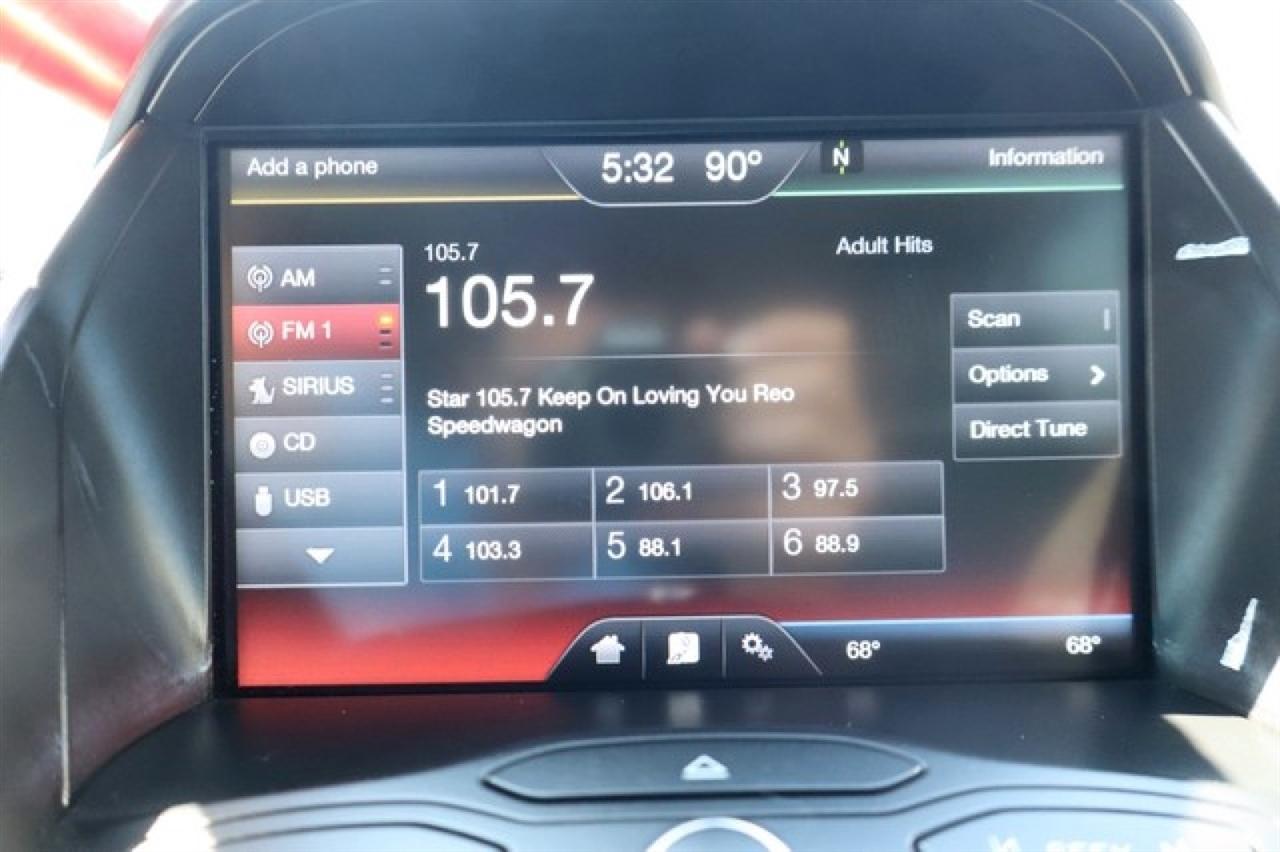 Add a phone
5:32 90°
N
Information
105.7
Adult Hits
105.7
AM
FM 1
SIRIUS
CD
USB
Scan
Options
Direct Tune
Star 105.7 Keep On Loving You Reo
Speedwagon
1 101.7
2 106.1
3 97.5
4 103.3
5 88.1
6 88.9
68°
68°
SEEK